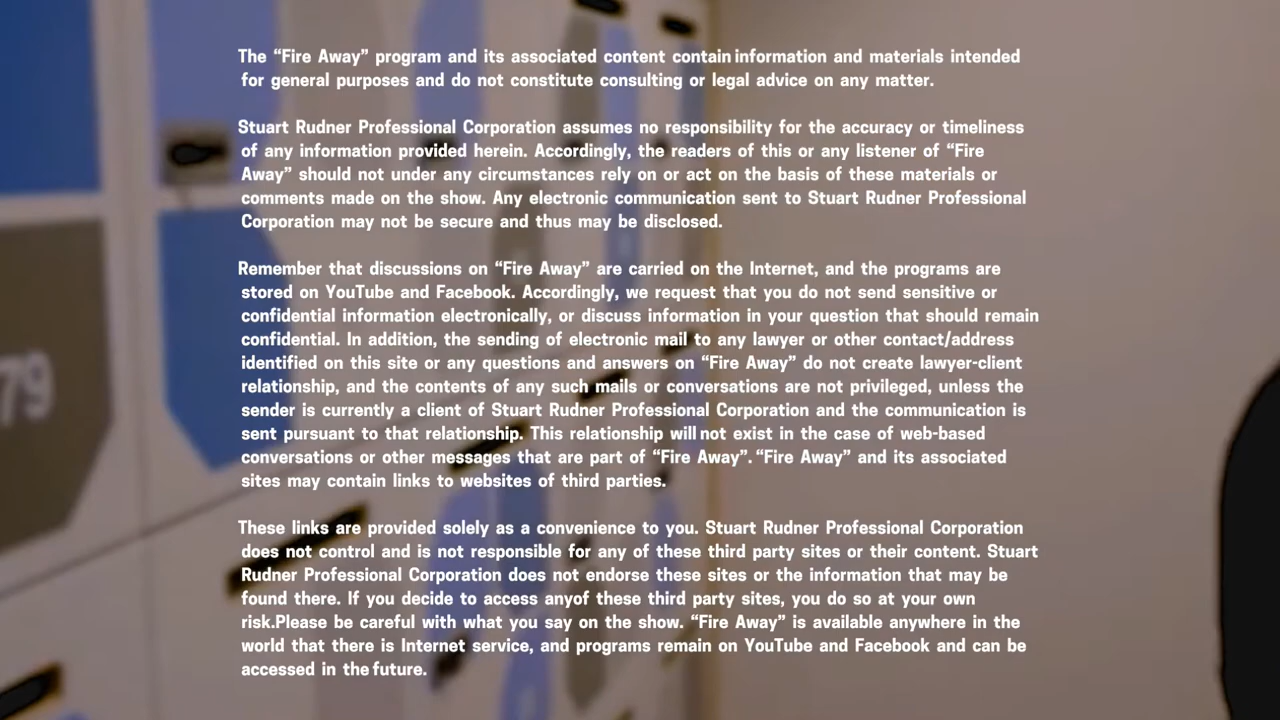 The “Fire Away” program and its associated content contain information and materials intended
for general purposes and do not constitute consulting or legal advice on any matter.
Stuart Rudner Professional Corporation assumes no responsibility for the accuracy or timeliness
of any information provided herein. Accordingly, the readers of this or any listener of “Fire
Away” should not under any circumstances rely on or act on the basis of these materials or
comments made on the show. Any electronic communication sent to Stuart Rudner Professional
Corporation may not be secure and thus may be disclosed.
Remember that discussions on “Fire Away” are carried on the Internet, and the programs are
stored on YouTube and Facebook. Accordingly, we request that you do not send sensitive or
confidential information electronically, or discuss information in your question that should remain
confidential. In addition, the sending of electronic mail to any lawyer or other contact/address
identified on this site or any questions and answers on “Fire Away” do not create lawyer-client
relationship, and the contents of any such mails or conversations are not privileged, unless the
sender is currently a client of Stuart Rudner Professional Corporation and the communication is
sent pursuant to that relationship. This relationship will not exist in the case of web-based
conversations or other messages that are part of “Fire Away”. “Fire Away” and its associated
sites may contain links to websites of third parties.
These links are provided solely as a convenience to you. Stuart Rudner Professional Corporation
does not control and is not responsible for any of these third party sites or their content. Stuart
Rudner Professional Corporation does not endorse these sites or the information that may be
found there. If you decide to access anyof these third party sites, you do so at your own
risk.Please be careful with what you say on the show. “Fire Away” is available anywhere in the
world that there is Internet service, and programs remain on YouTube and Facebook and can be
accessed in the future.
79